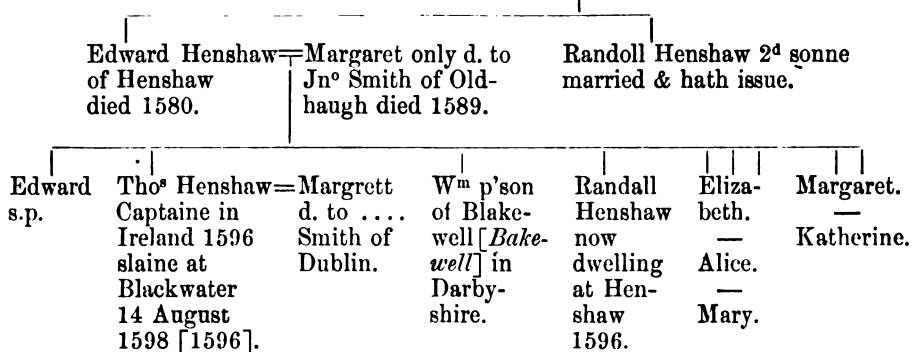 Edward Henshaw=Margaret only d. to
of Henshaw
died 1580.
Jnº Smith of Old-
haugh died 1589.
Randoll Henshaw 2ᵈ sonne
married & hath issue.
Edward
s.p.
Thoˢ Henshaw=Margrett
Captaine in
Ireland 1596
slaine at
Blackwater
14 August
1598 [1596].
d. to ....
Smith of
Dublin.
Wᵐ p'son
of Blake-
well [Bake-
well] in
Darby-
shire.
Randall
Henshaw
now
dwelling
at Hen-
shaw
1596.
Eliza-
beth.
—
Alice.
—
Mary.
Margaret.
—
Katherine.